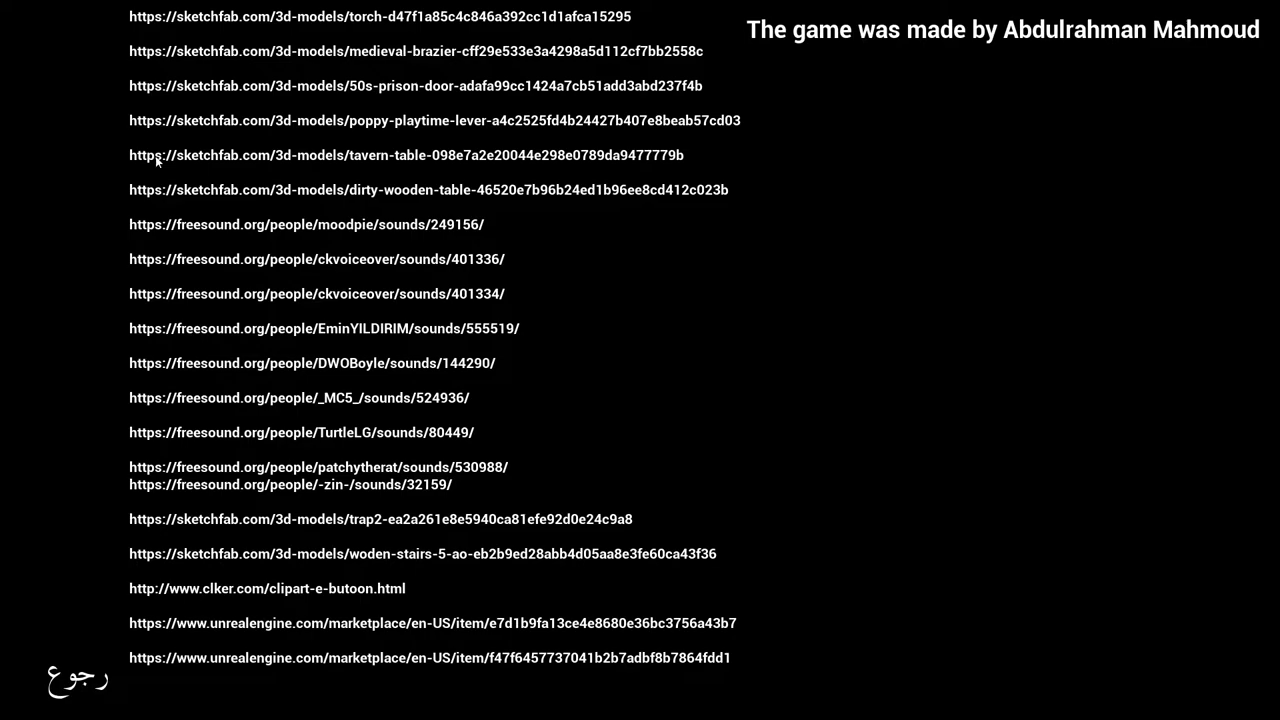 https://sketchfab.com/3d-models/torch-d47f1a85c4c846a392cc1d1afca15295
The game was made by Abdulrahman Mahmoud
https://sketchfab.com/3d-models/medieval-brazier-cff29e533e3a4298a5d112cf7bb2558c
https://sketchfab.com/3d-models/50s-prison-door-adafa99cc1424a7cb51add3abd237f4b
https://sketchfab.com/3d-models/poppy-playtime-lever-a4c2525fd4b24427b407e8beab57cd03
https://sketchfab.com/3d-models/tavern-table-098e7a2e20044e298e0789da9477779b
https://sketchfab.com/3d-models/dirty-wooden-table-46520e7b96b24ed1b96ee8cd412c023b
https://freesound.org/people/moodpie/sounds/249156/
https://freesound.org/people/ckvoiceover/sounds/401336/
https://freesound.org/people/ckvoiceover/sounds/401334/
https://freesound.org/people/EminYILDIRIM/sounds/555519/
https://freesound.org/people/DWOBoyle/sounds/144290/
https://freesound.org/people/_MC5_/sounds/524936/
https://freesound.org/people/TurtleLG/sounds/80449/
https://freesound.org/people/patchytherat/sounds/530988/
https://freesound.org/people/-zin-/sounds/32159/
https://sketchfab.com/3d-models/trap2-ea2a261e8e5940ca81efe92d0e24c9a8
https://sketchfab.com/3d-models/woden-stairs-5-ao-eb2b9ed28abb4d05aa8e3fe60ca43f36
http://www.clker.com/clipart-e-butoon.html
https://www.unrealengine.com/marketplace/en-US/item/e7d1b9fa13ce4e8680e36bc3756a43b7
https://www.unrealengine.com/marketplace/en-US/item/f47f6457737041b2b7adbf8b7864fdd1
رجوع